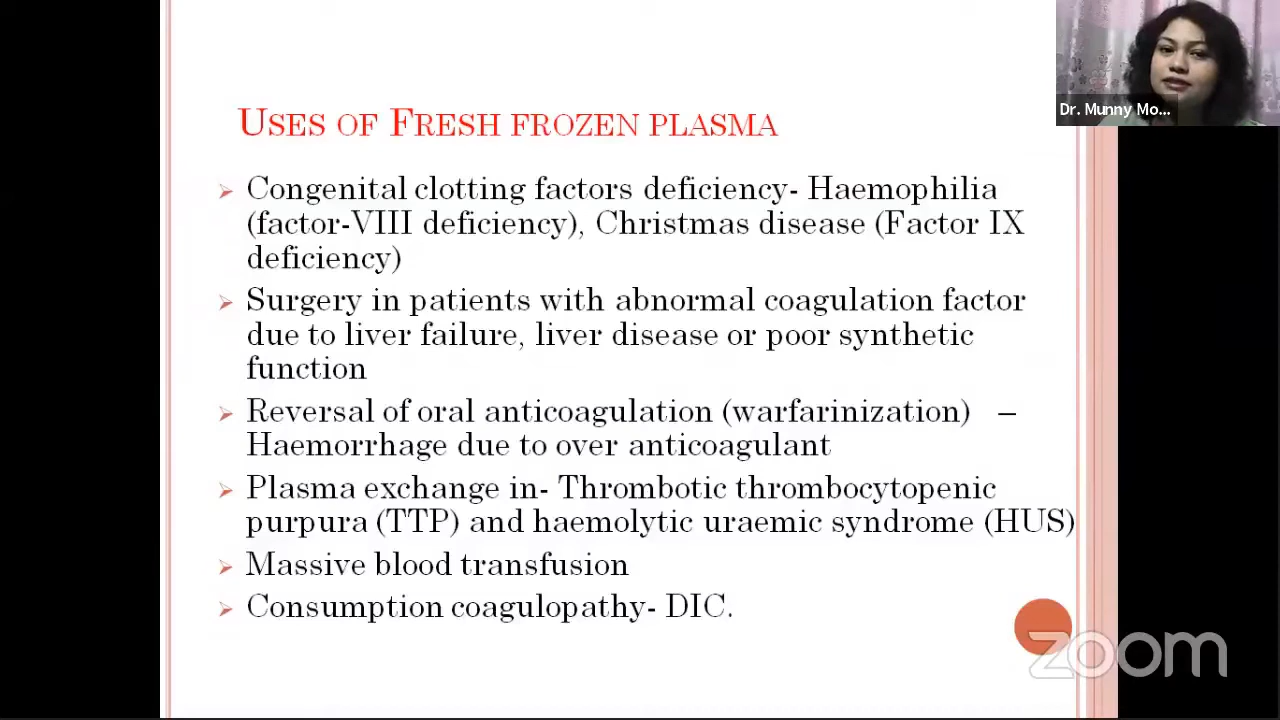 Dr. Munny Mo...
USES OF FRESH FROZEN PLASMA
Congenital clotting factors deficiency- Haemophilia
(factor-VIII deficiency), Christmas disease (Factor IX
deficiency)
Surgery in patients with abnormal coagulation factor
due to liver failure, liver disease or poor synthetic
function
Reversal of oral anticoagulation (warfarinization) –
Haemorrhage due to over anticoagulant
Plasma exchange in- Thrombotic thrombocytopenic
purpura (TTP) and haemolytic uraemic syndrome (HUS)
Massive blood transfusion
Consumption coagulopathy- DIC.
zoom